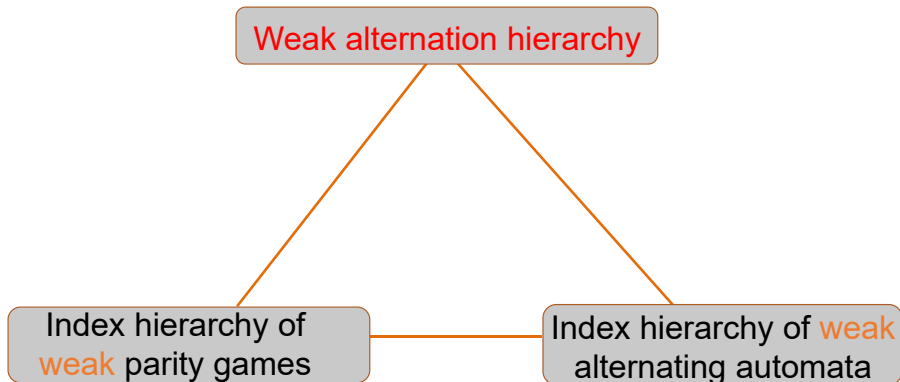 Weak alternation hierarchy
Index hierarchy of
weak parity games
Index hierarchy of weak
alternating automata